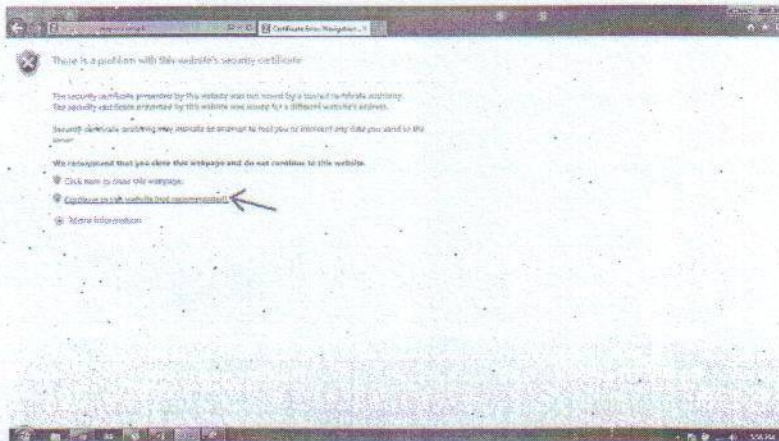 Certificate Error: Navigation
There is a problem with this website's security certificate.
The security certificate presented by this website was not issued by a trusted certificate authority.
The security certificate presented by this website was issued for a different website's address.
Security certificate problems may indicate an attempt to fool you or intercept any data you send to the
server.
We recommend that you close this webpage and do not continue to this website.
Click here to close this webpage.
Continue to this website (not recommended).
More information